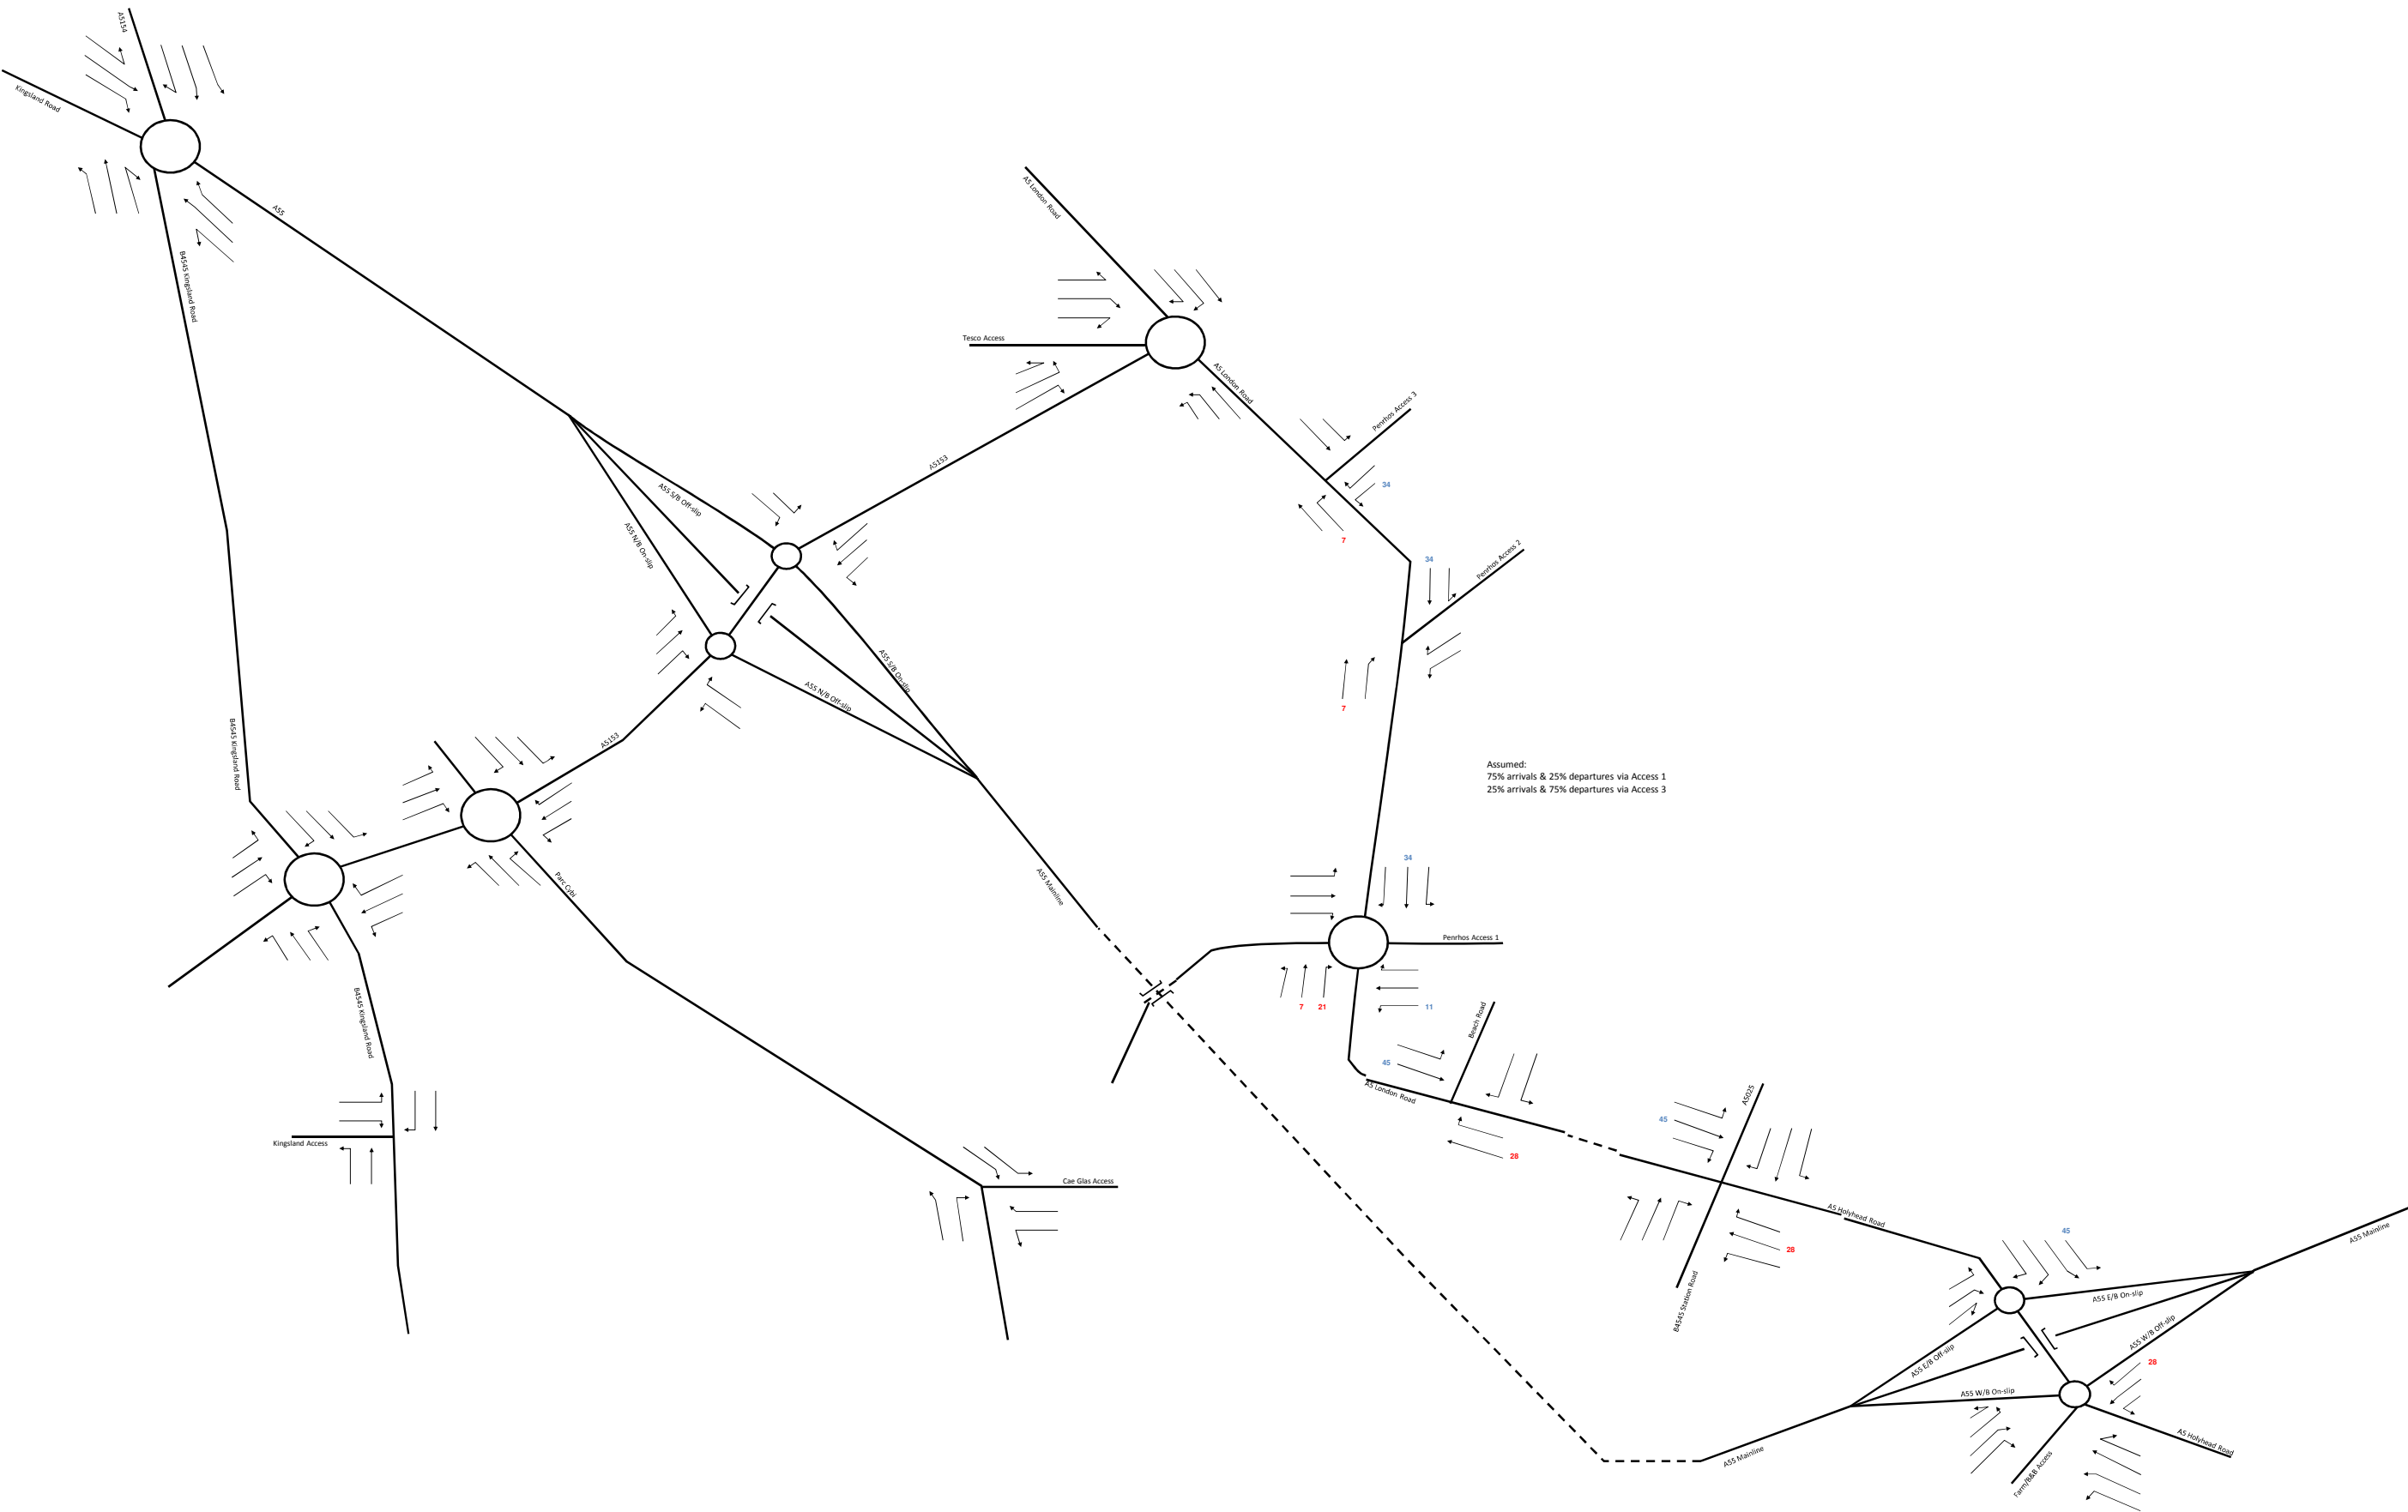 A5154
Kingsland Road
A55
B4545 Kingsland Road
A5 London Road
Tesco Access
A5 London Road
Penrhos Access 3
A5153
34
A55 S/B Off-slip
A55 N/B On-slip
7
34
Penrhos Access 2
A55 S/B On-slip
A55 N/B Off-slip
7
B4545 Kingsland Road
A5153
Assumed:
75% arrivals & 25% departures via Access 1
25% arrivals & 75% departures via Access 3
34
Parc Cybi
A55 Mainline
Penrhos Access 1
7
21
11
B4545 Kingsland Road
Beach Road
45
A5 London Road
A5025
45
28
Kingsland Access
Cae Glas Access
A5 Holyhead Road
45
A55 Mainline
28
B4545 Station Road
A55 E/B On-slip
A55 W/B Off-slip
A55 E/B Off-slip
28
A55 W/B On-slip
A5 Holyhead Road
A55 Mainline
Farm/B&B Access